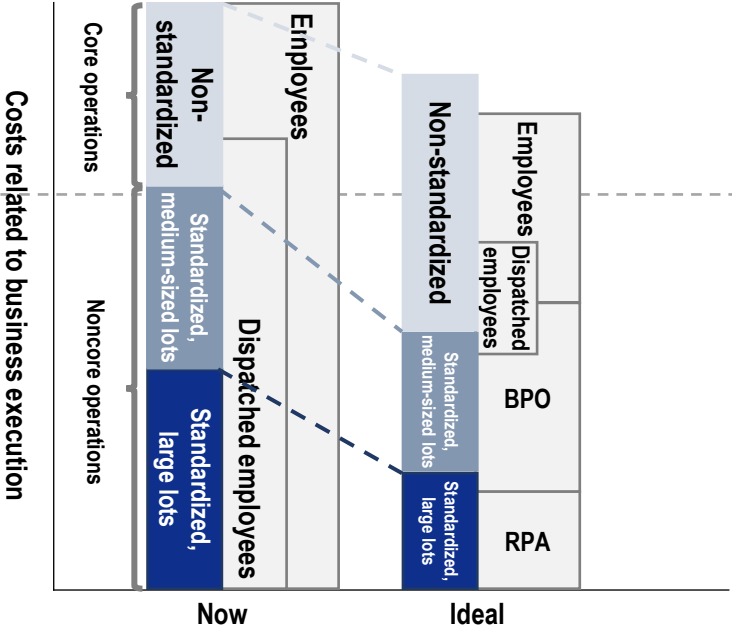 Costs related to business execution
Core operations
Noncore operations
Non-
standardized
Standardized,
medium-sized lots
Standardized,
large lots
Employees
Dispatched employees
Non-standardized
Standardized,
medium-sized lots
Standardized,
large lots
Employees
Dispatched
employees
BPO
RPA
Now
Ideal